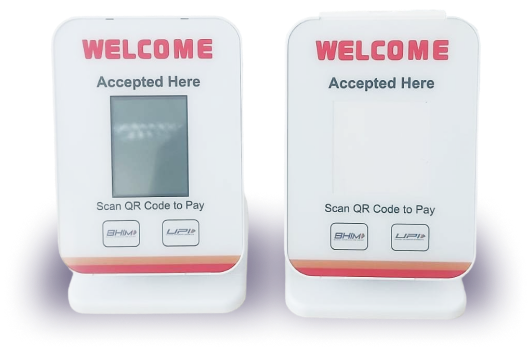 WELCOME
Accepted Here
Scan QR Code to Pay
BHIM UPI
WELCOME
Accepted Here
Scan QR Code to Pay
BHIM UPI